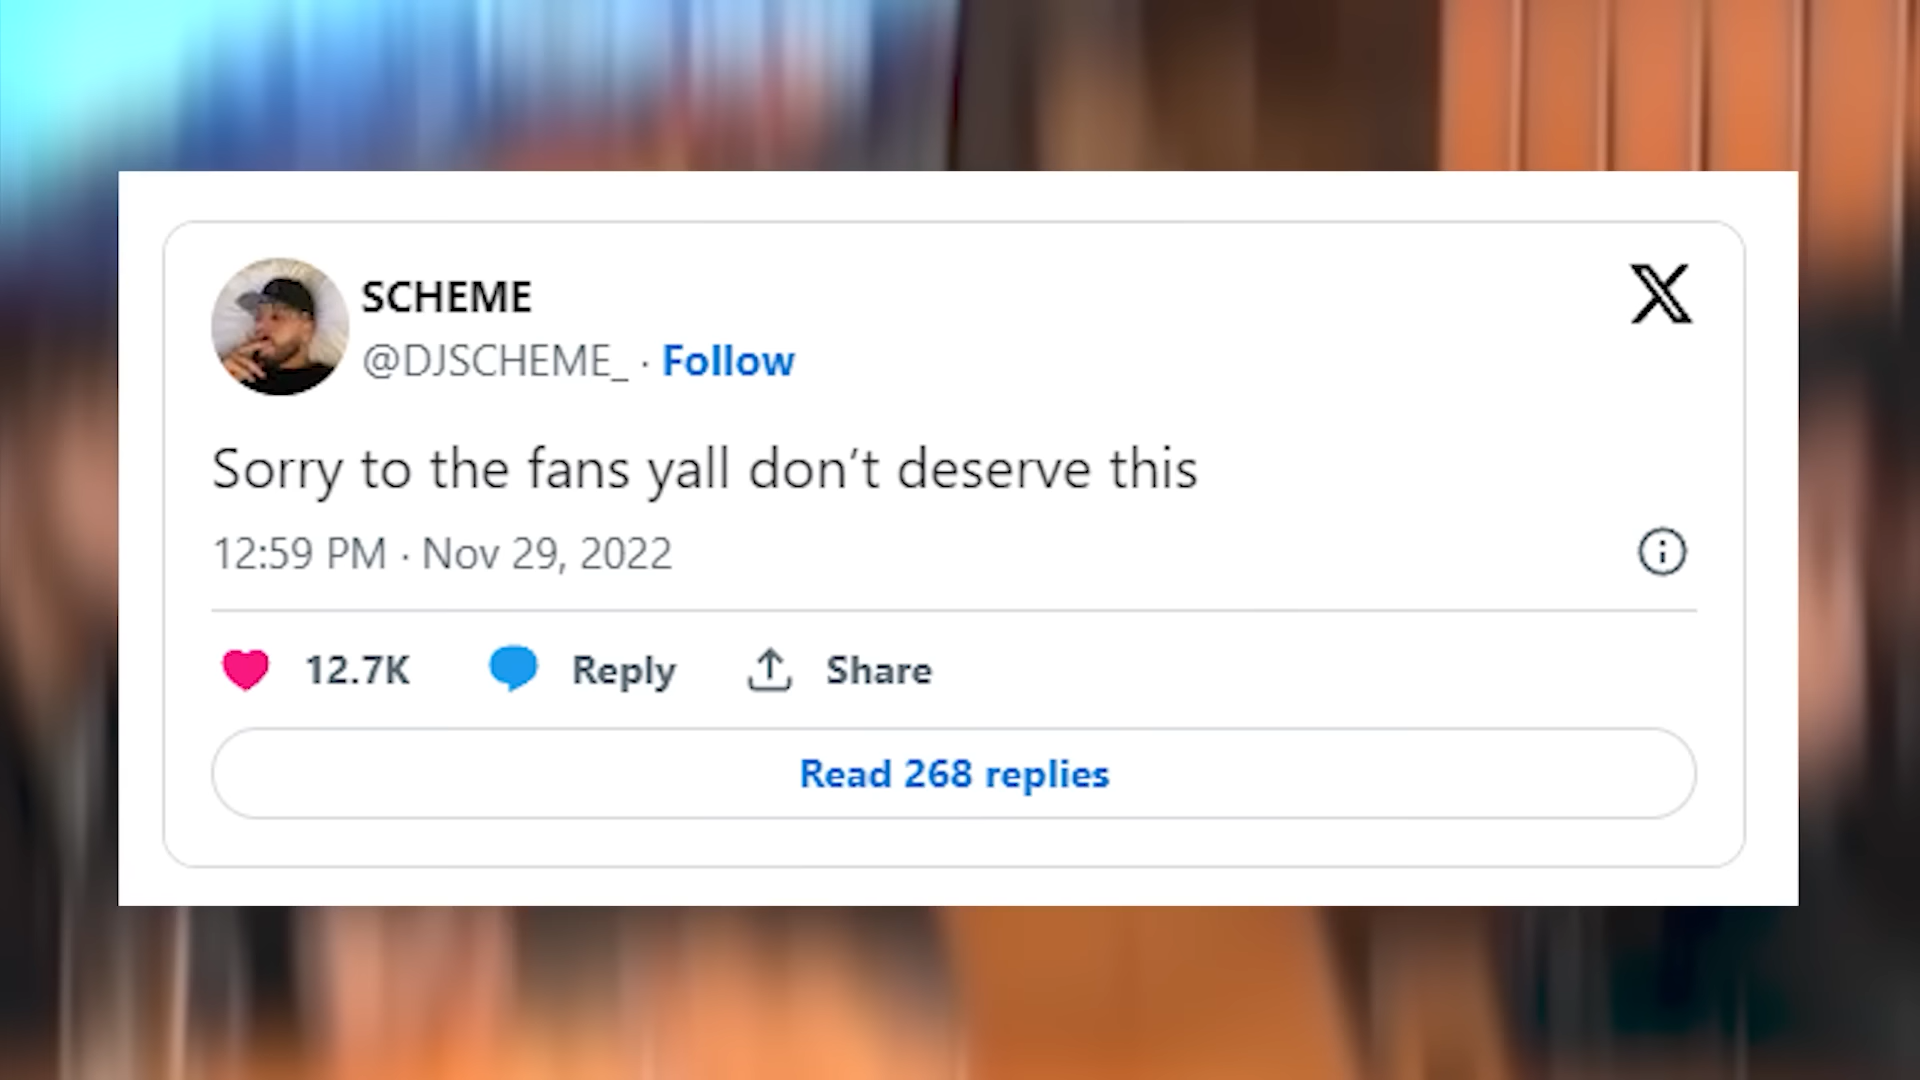 SCHEME
@DJSCHEME_ · Follow
Sorry to the fans yall don’t deserve this
12:59 PM · Nov 29, 2022
12.7K Reply Share
Read 268 replies